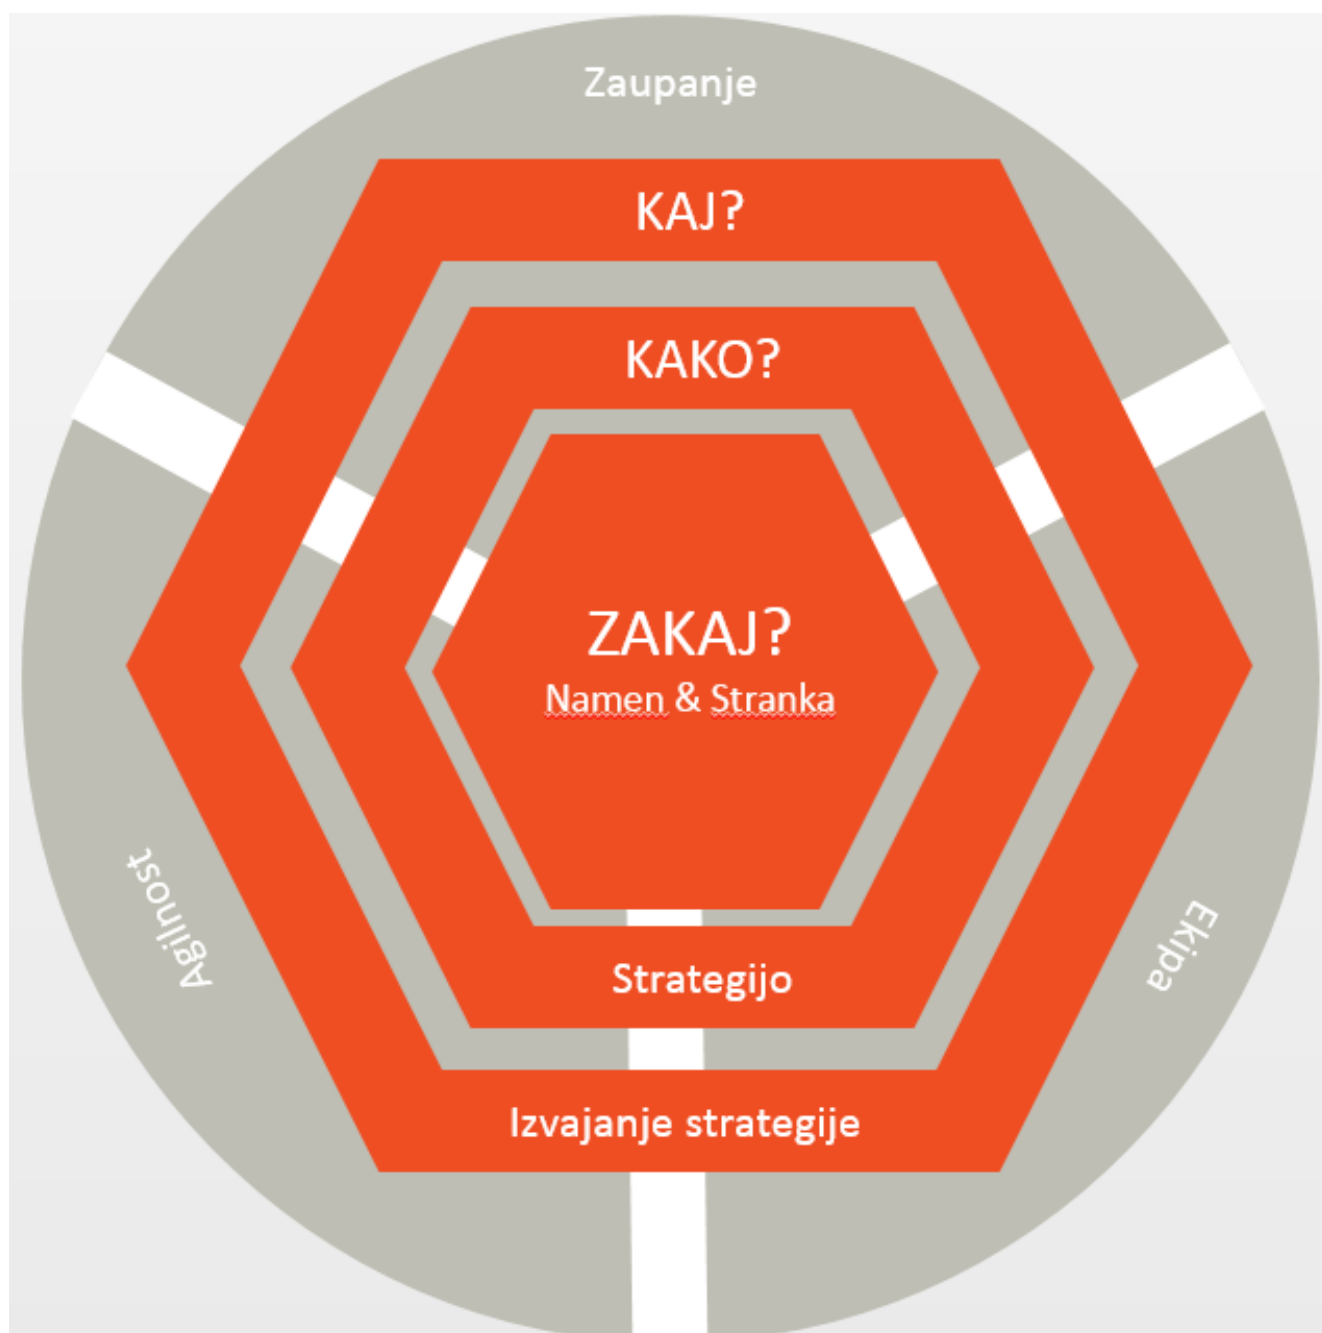 Zaupanje
KAJ?
KAKO?
ZAKAJ?
Namen & Stranka
Agilnost
Ekipa
Strategijo
Izvajanje strategije